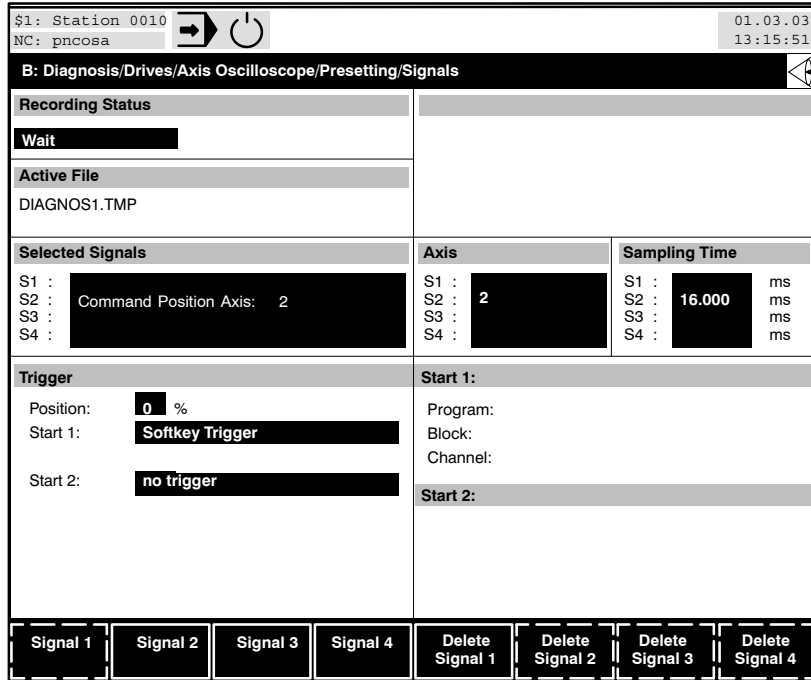 $1: Station 0010
NC: pncosa
01.03.03
13:15:51
B: Diagnosis/Drives/Axis Oscilloscope/Presetting/Signals
Recording Status
Wait
Active File
DIAGNOS1.TMP
Selected Signals
S1 :
S2 : Command Position Axis: 2
S3 :
S4 :
Axis
S1 :
S2 : 2
S3 :
S4 :
Sampling Time
S1 : ms
S2 : 16.000 ms
S3 : ms
S4 : ms
Trigger
Position: 0 %
Start 1: Softkey Trigger
Start 2: no trigger
Start 1:
Program:
Block:
Channel:
Start 2:
Signal 1
Signal 2
Signal 3
Signal 4
Delete
Signal 1
Delete
Signal 2
Delete
Signal 3
Delete
Signal 4